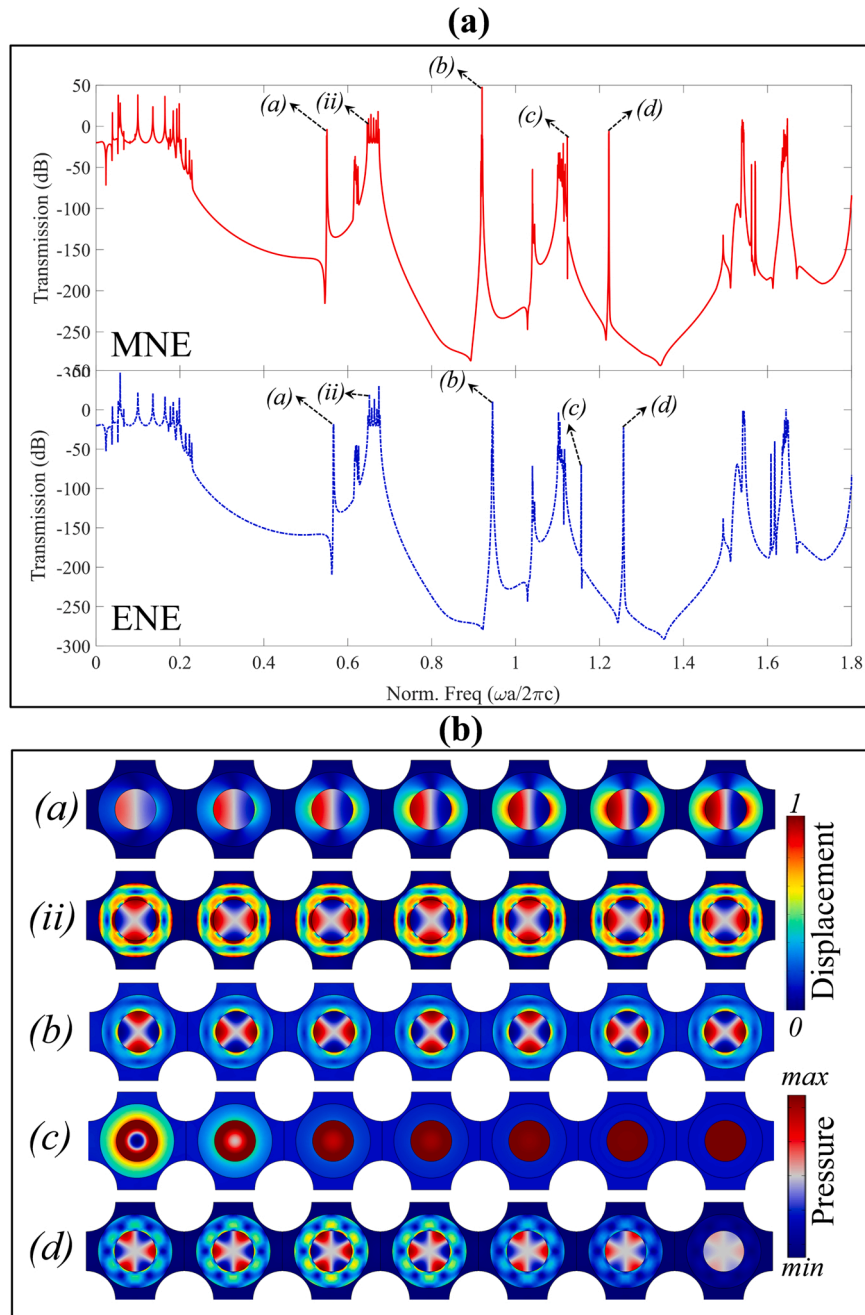 (a)
50
0
-50
-100
-150
-200
-250
-300
Transmission (dB)
(a)
(ii)
(b)
(c)
(d)
MNE
50
0
-50
-100
-150
-200
-250
-300
Transmission (dB)
(a)
(ii)
(b)
(c)
(d)
ENE
0 0.2 0.4 0.6 0.8 1 1.2 1.4 1.6 1.8
Norm. Freq (ωa/2πc)
(b)
(a)
(ii)
(b)
(c)
(d)
1
Displacement
0
max
Pressure
min